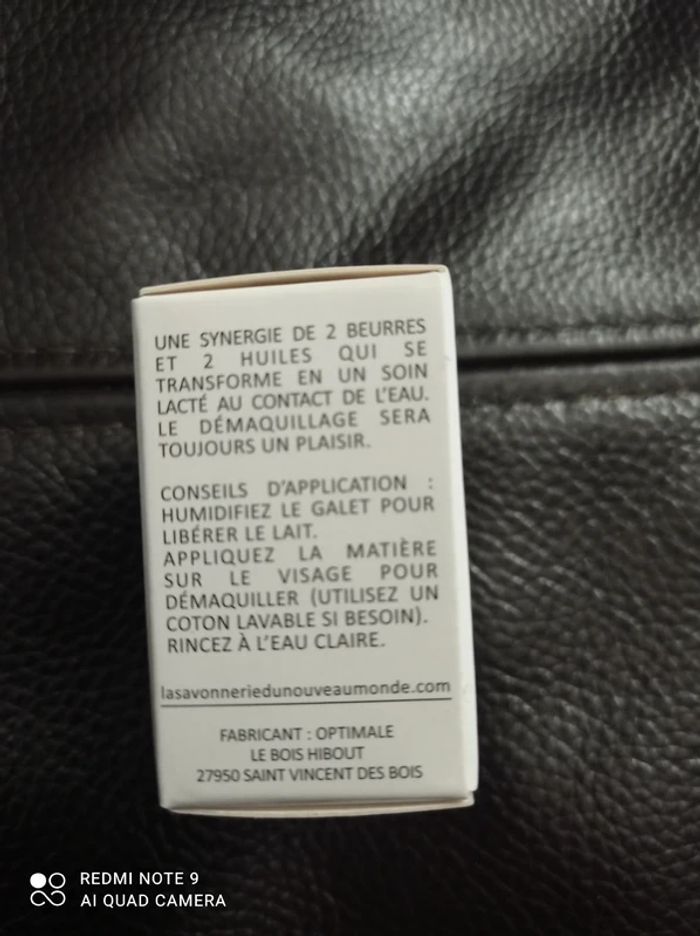 UNE SYNERGIE DE 2 BEURRES
ET 2 HUILES QUI SE
TRANSFORME EN UN SOIN
LACTÉ AU CONTACT DE L'EAU.
LE DÉMAQUILLAGE SERA
TOUJOURS UN PLAISIR.
CONSEILS D'APPLICATION :
HUMIDIFIEZ LE GALET POUR
LIBÉRER LE LAIT.
APPLIQUEZ LA MATIÈRE
SUR LE VISAGE POUR
DÉMAQUILLER (UTILISEZ UN
COTON LAVABLE SI BESOIN).
RINCEZ À L'EAU CLAIRE.
lasavonneriedunouveaumonde.com
FABRICANT : OPTIMALE
LE BOIS HIBOUT
27950 SAINT VINCENT DES BOIS
REDMI NOTE 9
AI QUAD CAMERA